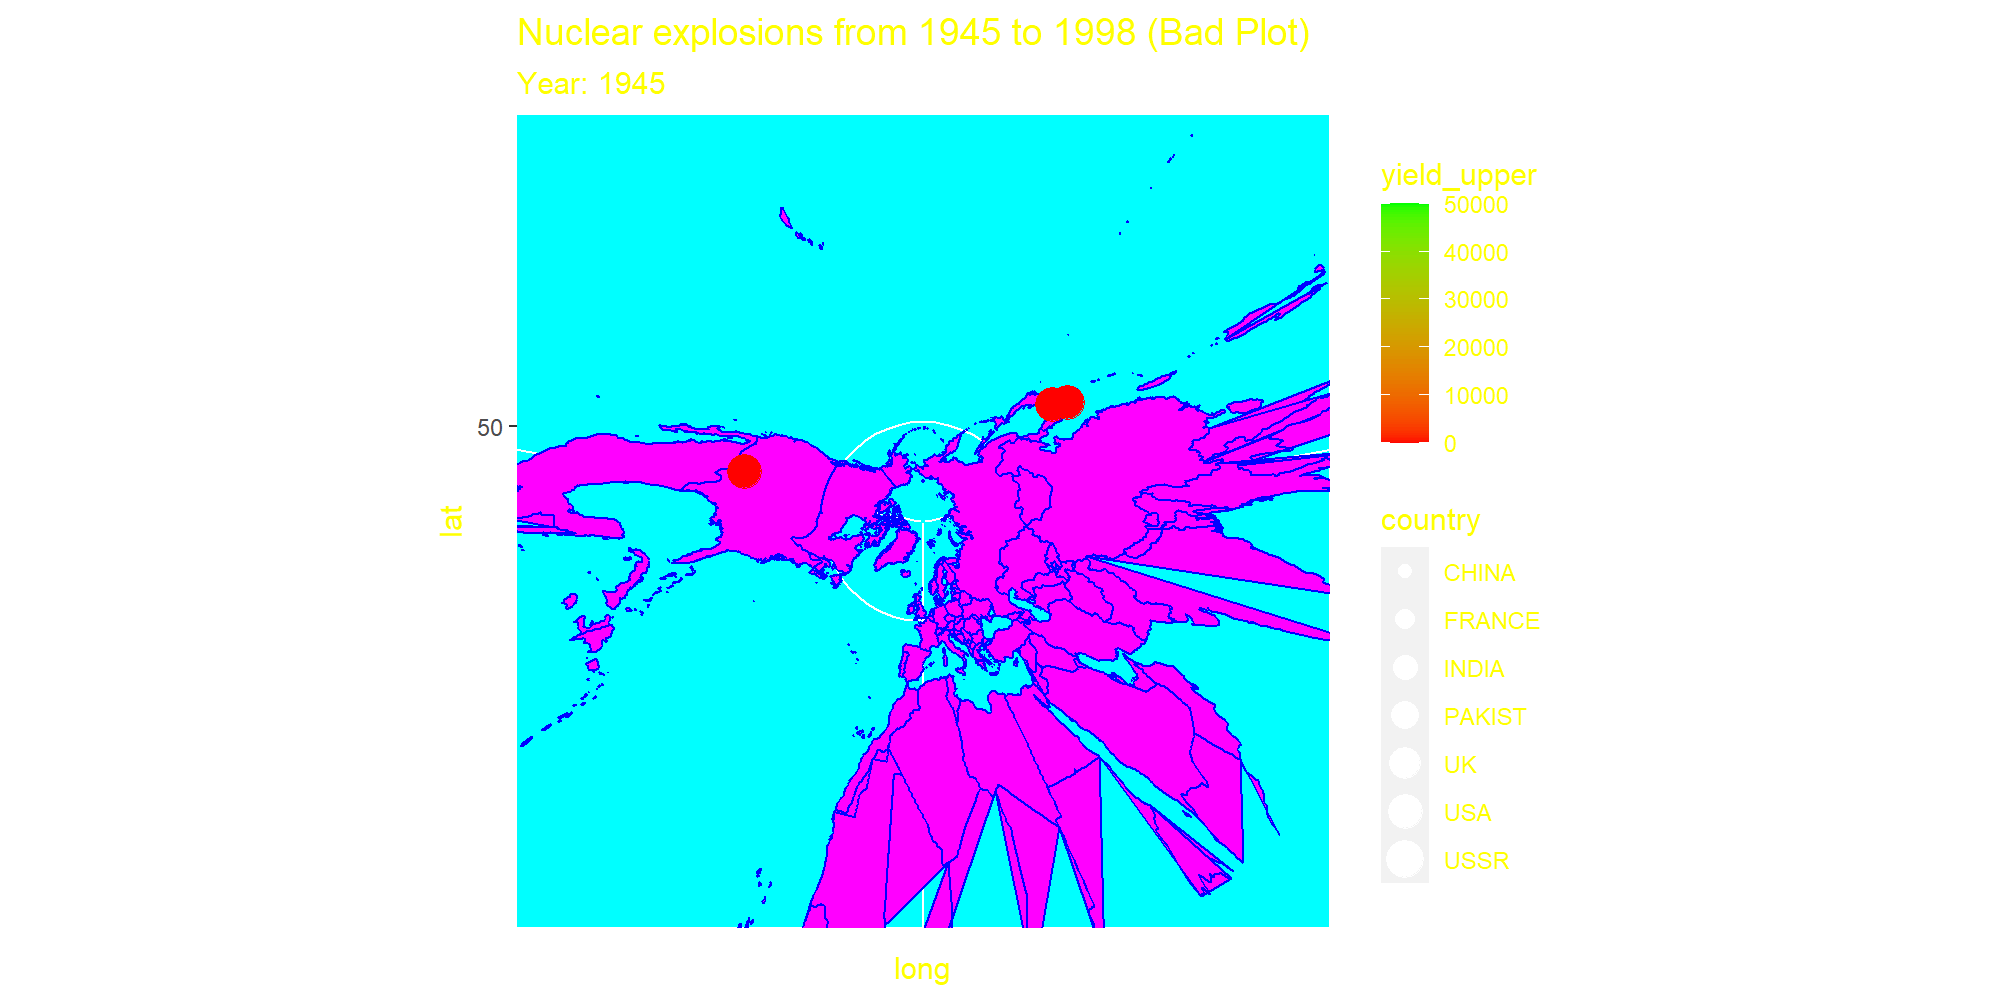 Nuclear explosions from 1945 to 1998 (Bad Plot)
Year: 1945
50
lat
long
yield_upper
50000
40000
30000
20000
10000
0
country
CHINA
FRANCE
INDIA
PAKIST
UK
USA
USSR